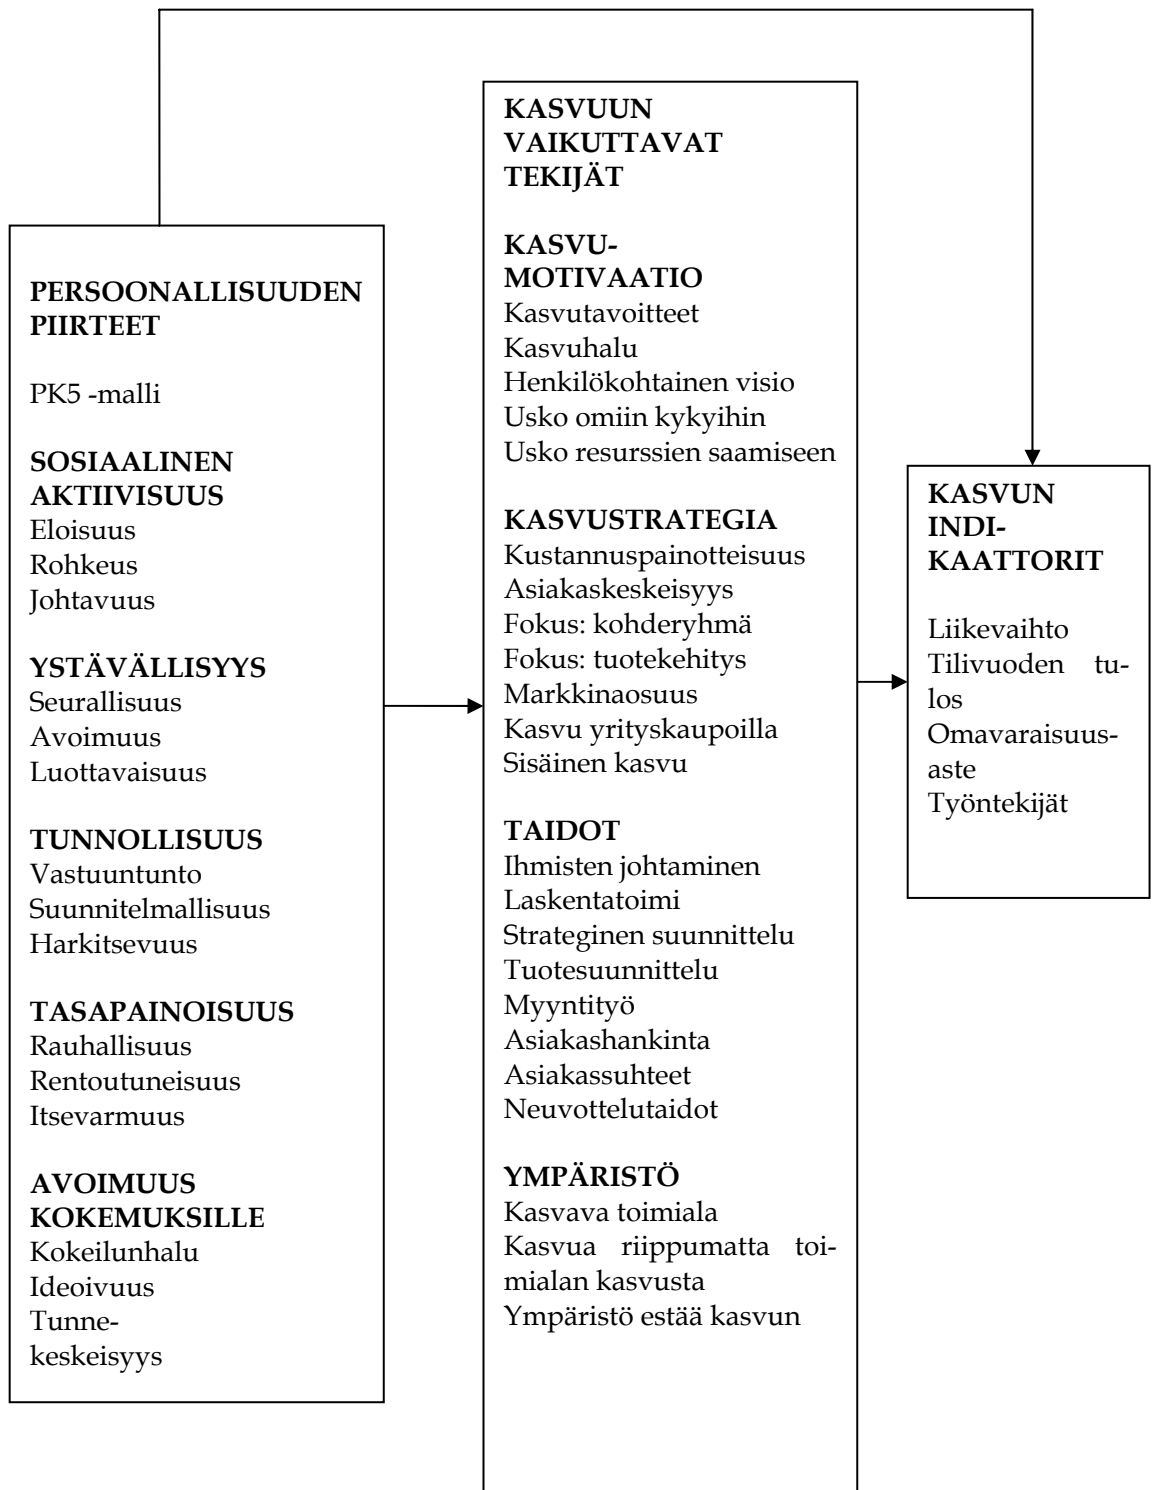 PERSOONALLISUUDEN
PIIRTEET
PK5 -malli
SOSIAALINEN
AKTIIVISUUS
Eloisuus
Rohkeus
Johtavuus
YSTÄVÄLLISYYS
Seurallisuus
Avoimuus
Luottavaisuus
TUNNOLLISUUS
Vastuuntunto
Suunnitelmallisuus
Harkitsevuus
TASAPAINOISUUS
Rauhallisuus
Rentoutuneisuus
Itsevarmuus
AVOIMUUS
KOKEMUKSILLE
Kokeilunhalu
Ideoivuus
Tunne-
keskeisyys
KASVUUN
VAIKUTTAVAT
TEKIJÄT
KASVU-
MOTIVAATIO
Kasvutavoitteet
Kasvuhalu
Henkilökohtainen visio
Usko omiin kykyihin
Usko resurssien saamiseen
KASVUSTRATEGIA
Kustannuspainotteisuus
Asiakaskeskeisyys
Fokus: kohderyhmä
Fokus: tuotekehitys
Markkinaosuus
Kasvu yrityskaupoilla
Sisäinen kasvu
TAIDOT
Ihmisten johtaminen
Laskentatoimi
Strateginen suunnittelu
Tuotesuunnittelu
Myyntityö
Asiakashankinta
Asiakassuhteet
Neuvottelutaidot
YMPÄRISTÖ
Kasvava toimiala
Kasvua riippumatta toi-
mialan kasvusta
Ympäristö estää kasvun
KASVUN
INDI-
KAATTORIT
Liikevaihto
Tilivuoden tu-
los
Omavaraisuus-
aste
Työntekijät